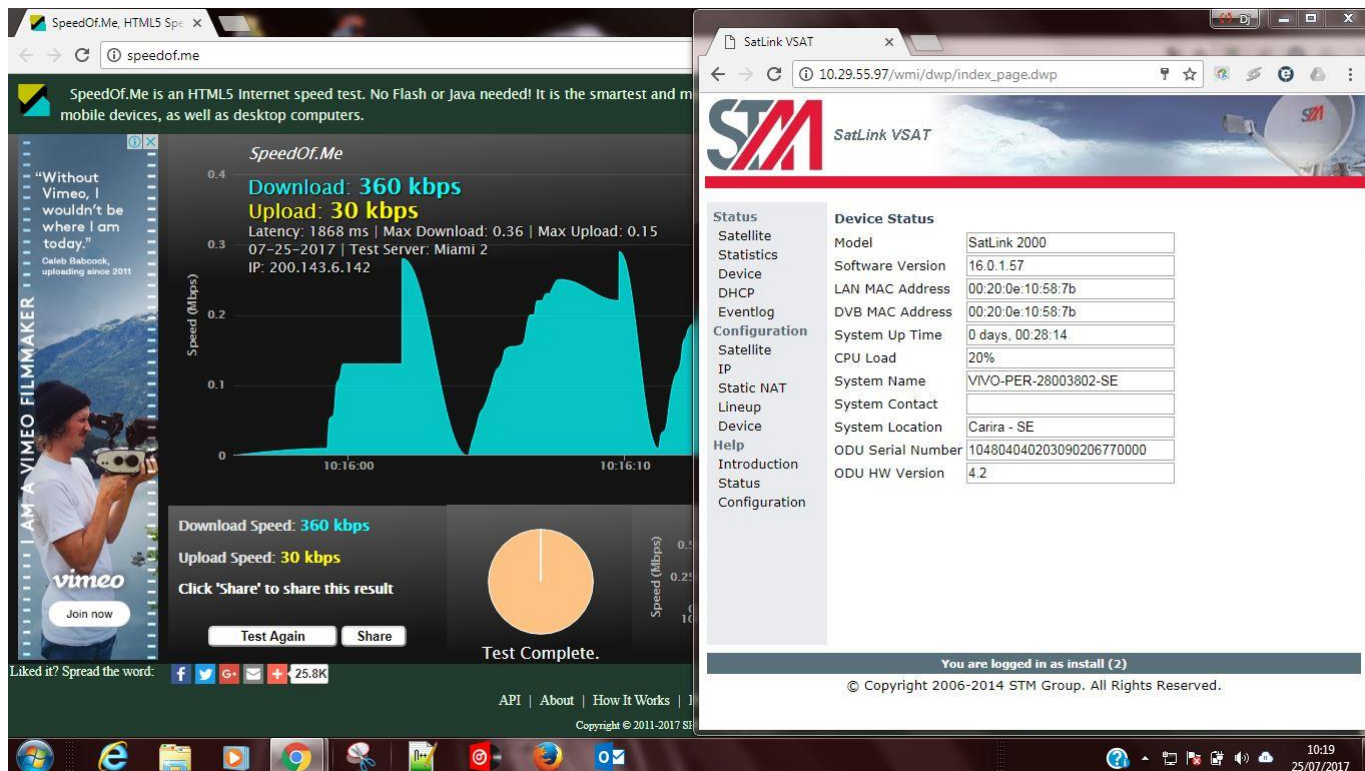 SpeedOf.Me, HTML5 Spe
speedof.me
SpeedOf.Me is an HTML5 Internet speed test. No Flash or Java needed! It is the smartest and m
mobile devices, as well as desktop computers.
"Without
Vimeo, I
wouldn't be
where I am
today."
Caleb Babcock,
uploading since 2011
I AM A VIMEO FILMMAKER
vimeo
Join now
SpeedOf.Me
Download: 360 kbps
Upload: 30 kbps
Latency: 1868 ms | Max Download: 0.36 | Max Upload: 0.15
07-25-2017 | Test Server: Miami 2
IP: 200.143.6.142
Speed (Mbps)
0.4
0.3
0.2
0.1
0
10:16:00
10:16:10
Download Speed: 360 kbps
Upload Speed: 30 kbps
Click 'Share' to share this result
Test Again
Share
Test Complete.
Speed (Mbps)
0.25
Liked it? Spread the word:
25.8K
API | About | How It Works |
Copyright © 2011-2017
Dj
SatLink VSAT
10.29.55.97/wmi/dwp/index_page.dwp
STM
SatLink VSAT
STM
Status
Satellite
Statistics
Device
DHCP
Eventlog
Configuration
Satellite
IP
Static NAT
Lineup
Device
Help
Introduction
Status
Configuration
Device Status
Model SatLink 2000
Software Version 16.0.1.57
LAN MAC Address 00:20:0e:10:58:7b
DVB MAC Address 00:20:0e:10:58:7b
System Up Time 0 days, 00:28:14
CPU Load 20%
System Name VIVO-PER-28003802-SE
System Contact
System Location Carira - SE
ODU Serial Number 104804040203090206770000
ODU HW Version 4.2
You are logged in as install (2)
© Copyright 2006-2014 STM Group. All Rights Reserved.
10:19
25/07/2017